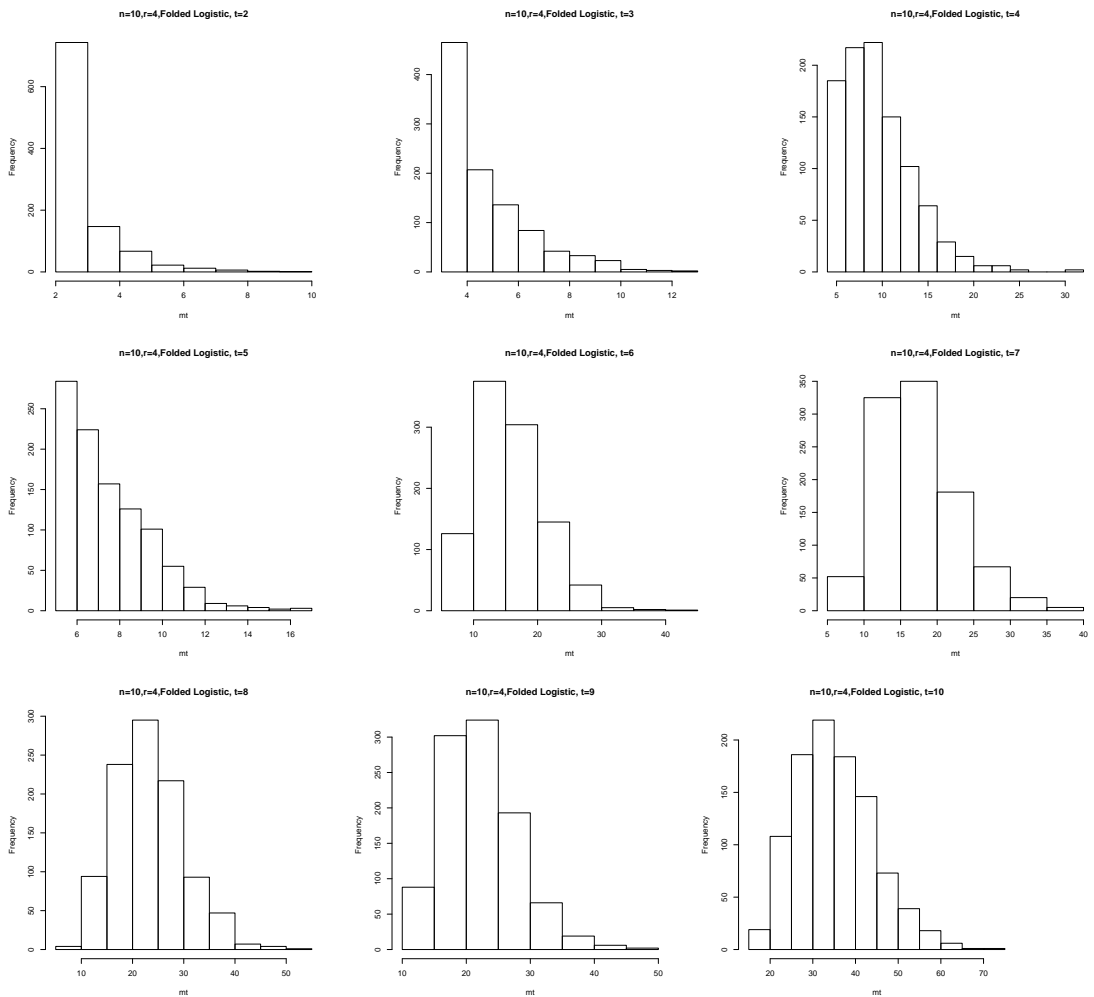 n=10,r=4,Folded Logistic, t=2
n=10,r=4,Folded Logistic, t=3
n=10,r=4,Folded Logistic, t=4
Frequency
0 200 400 600
2 4 6 8 10
mt
Frequency
0 100 200 300 400
4 6 8 10 12
mt
Frequency
0 50 100 150 200
5 10 15 20 25 30
mt
n=10,r=4,Folded Logistic, t=5
n=10,r=4,Folded Logistic, t=6
n=10,r=4,Folded Logistic, t=7
Frequency
0 50 100 150 200 250
6 8 10 12 14 16
mt
Frequency
0 100 200 300
10 20 30 40
mt
Frequency
0 50 100 150 200 250 300 350
5 10 15 20 25 30 35 40
mt
n=10,r=4,Folded Logistic, t=8
n=10,r=4,Folded Logistic, t=9
n=10,r=4,Folded Logistic, t=10
Frequency
0 50 100 150 200 250 300
10 20 30 40 50
mt
Frequency
0 50 100 150 200 250 300
10 20 30 40 50
mt
Frequency
0 50 100 150 200
20 30 40 50 60 70
mt